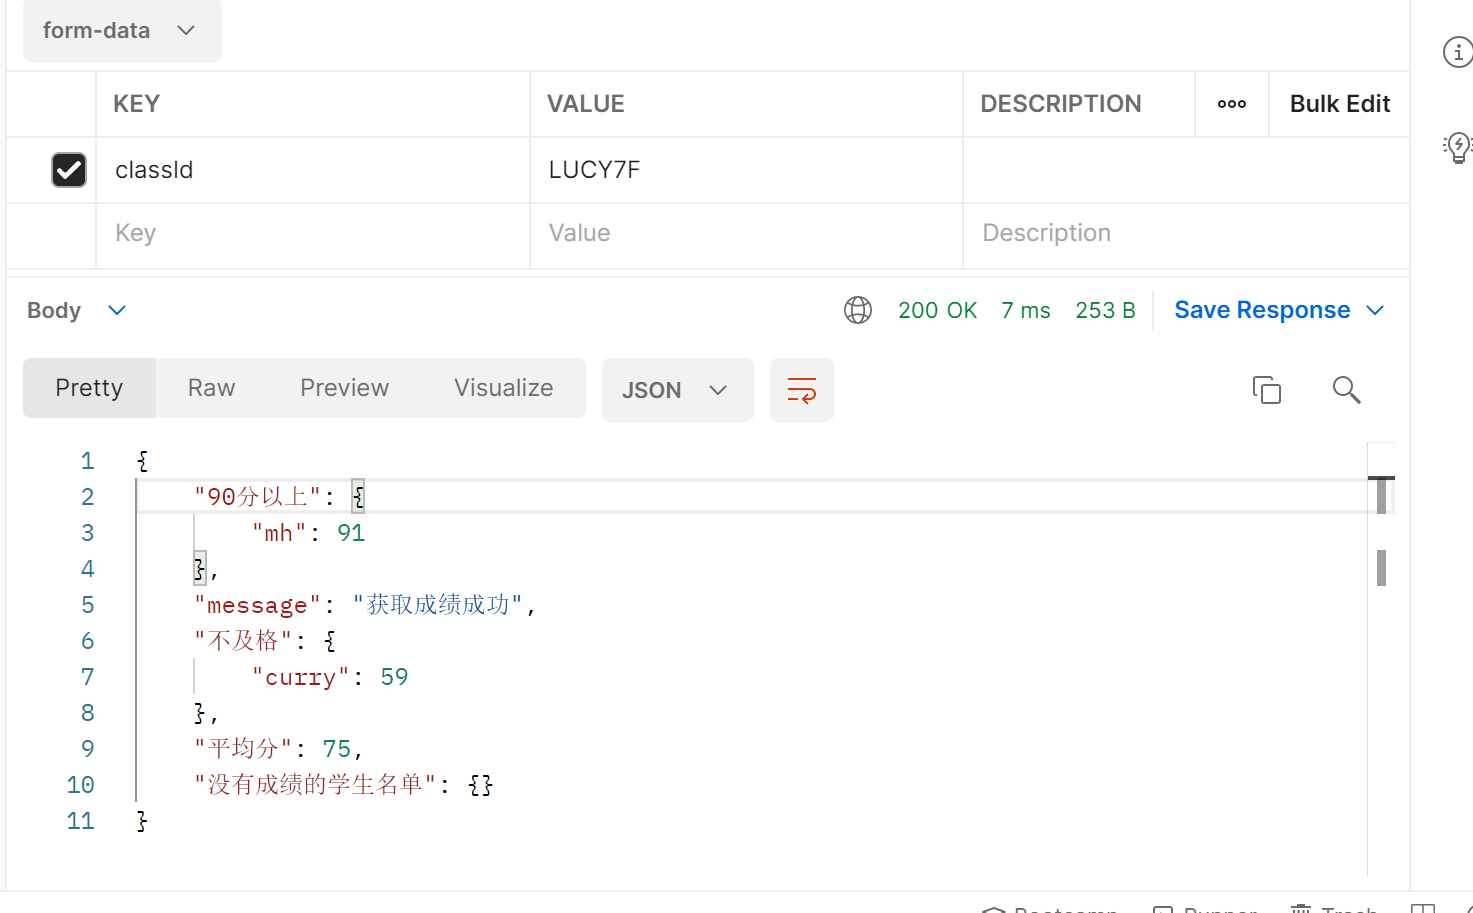 form-data
KEY VALUE DESCRIPTION ooo Bulk Edit
classId LUCY7F
Key Value Description
Body 200 OK 7 ms 253 B Save Response
Pretty Raw Preview Visualize JSON
1 {
2 "90分以上": {
3 "mh": 91
4 },
5 "message": "获取成绩成功",
6 "不及格": {
7 "curry": 59
8 },
9 "平均分": 75,
10 "没有成绩的学生名单": {}
11 }
Bootcamp Runner Trash